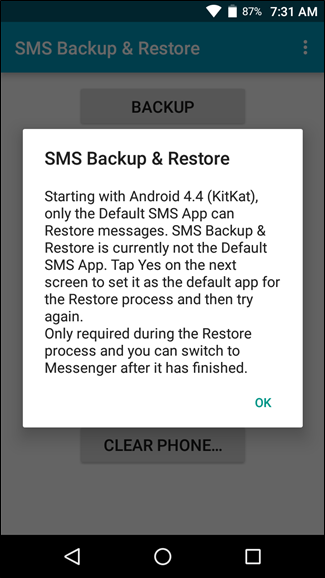 87% 7:31 AM
SMS Backup & Restore
BACKUP
SMS Backup & Restore
Starting with Android 4.4 (KitKat),
only the Default SMS App can
Restore messages. SMS Backup &
Restore is currently not the Default
SMS App. Tap Yes on the next
screen to set it as the default app for
the Restore process and then try
again.
Only required during the Restore
process and you can switch to
Messenger after it has finished.
OK
CLEAR PHONE...